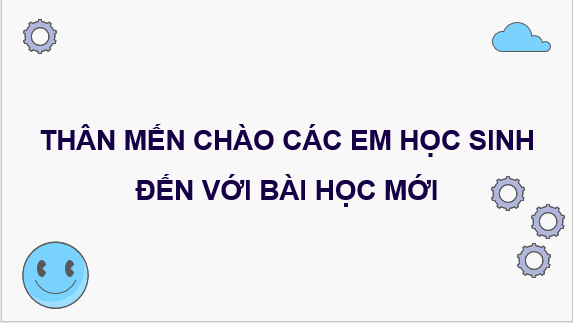 THÂN MẾN CHÀO CÁC EM HỌC SINH
ĐẾN VỚI BÀI HỌC MỚI